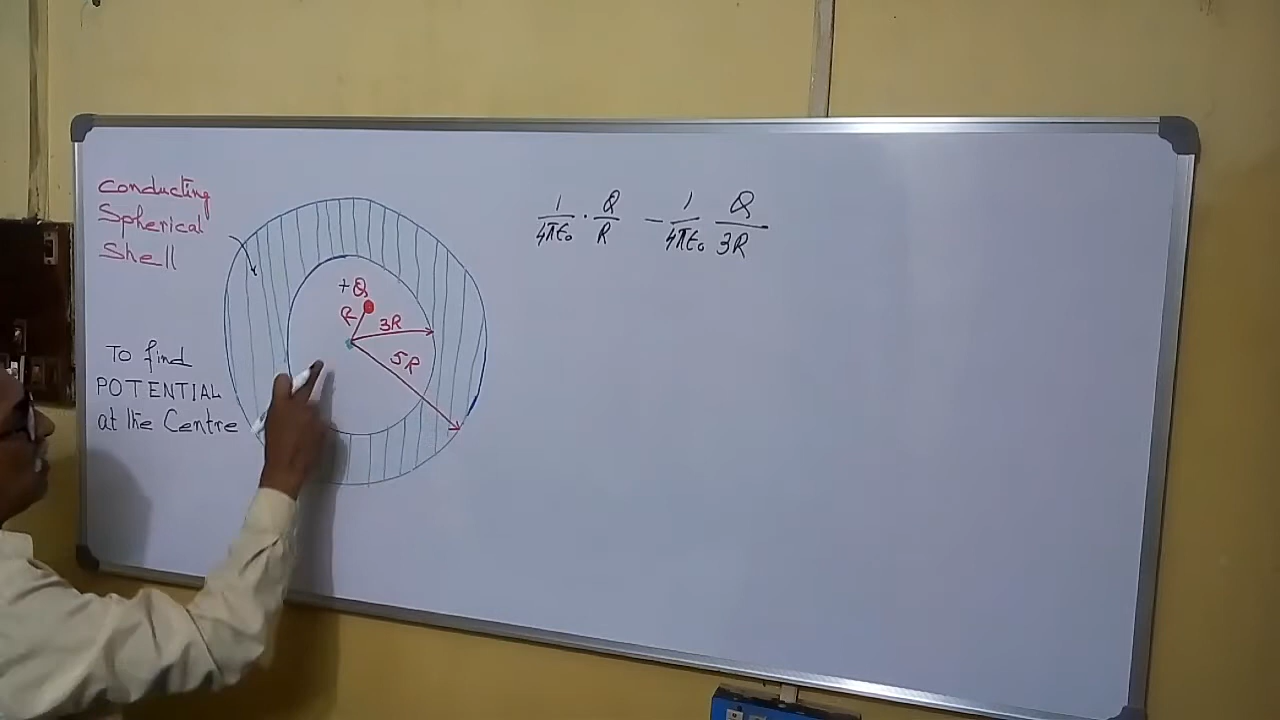 Conducting
Spherical
Shell
To find
POTENTIAL
at the Centre
+Q
R
3R
5R
1/4πε₀ · Q/R − 1/4πε₀ Q/3R